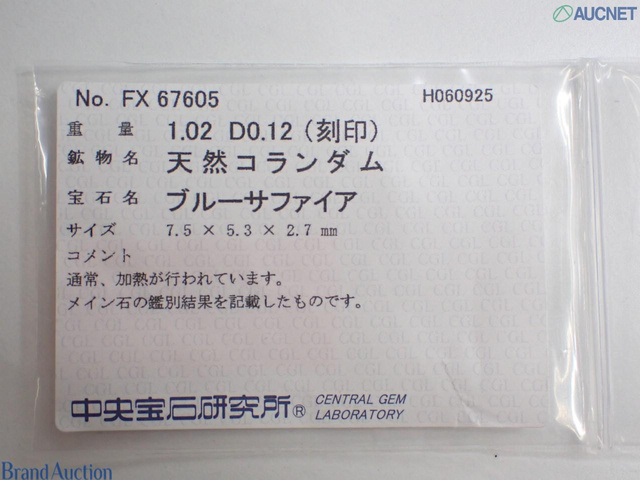 AUCNET
No. FX 67605
H060925
重量 1.02 D0.12 (刻印)
鉱物名 天然コランダム
宝石名 ブルーサファイア
サイズ 7.5 × 5.3 × 2.7 mm
コメント
通常、加熱が行われています。
メイン石の鑑別結果を記載したものです。
中央宝石研究所® CENTRAL GEM
LABORATORY
Brand Auction